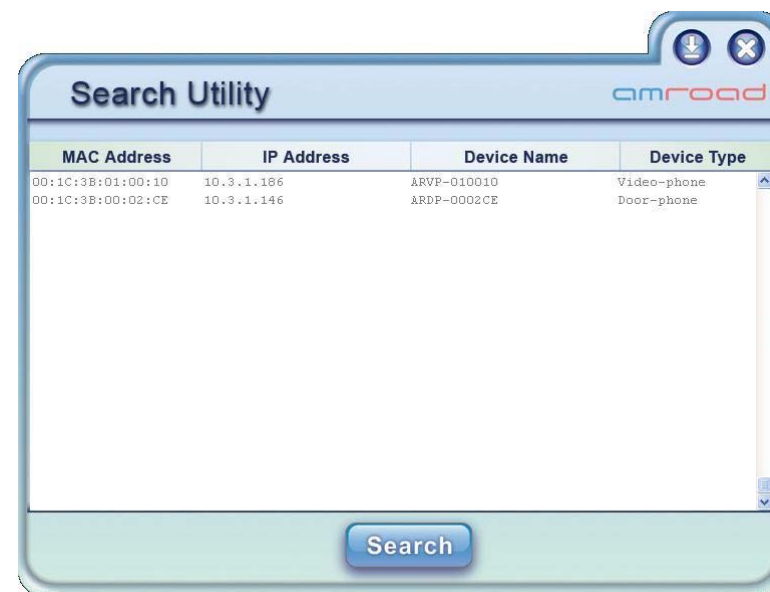 Search Utility
amroad
MAC Address IP Address Device Name Device Type
00:1C:3B:01:00:10 10.3.1.186 ARVP-010010 Video-phone
00:1C:3B:00:02:CE 10.3.1.146 ARDP-0002CE Door-phone
Search